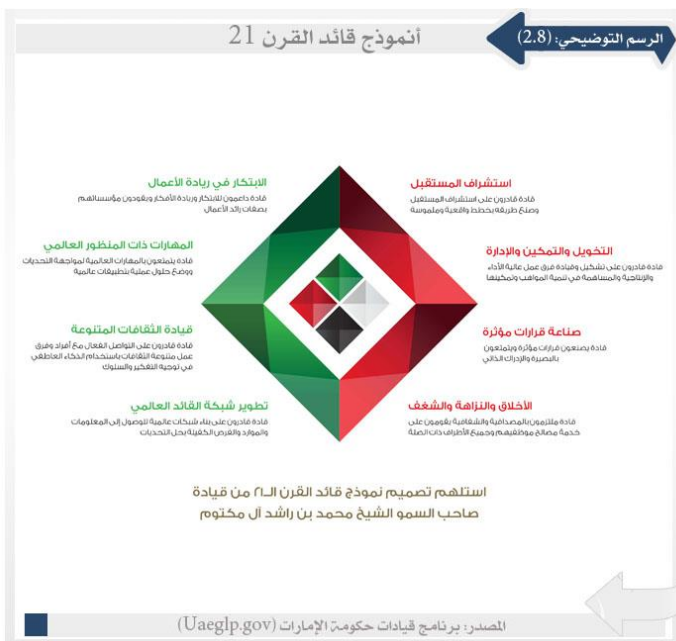 الرسم التوضيحي: (2.8)
أنموذج قائد القرن 21
استشراف المستقبل
قادة قادرون على استشراف المستقبل
وصنع طريقه بخطط واقعية وملموسة
التخويل والتمكين والإدارة
قادة قادرون على تشكيل وقيادة فرق عمل عالية الأداء
والإنتاجية والمساهمة في تنمية المواهب وتمكينها
صناعة قرارات مؤثرة
قادة يصنعون قرارات مؤثرة ويتمتعون
بالبصيرة والإدراك الذاتي
الأخلاق والنزاهة والشغف
قادة ملتزمون بالمصداقية والشفافية يقومون على
خدمة مصالح موظفيهم وجميع الأطراف ذات الصلة
الابتكار في ريادة الأعمال
قادة داعمون للابتكار وريادة الأفكار ويقودون مؤسساتهم
بصفات رائد الأعمال
المهارات ذات المنظور العالمي
قادة يتمتعون بالمهارات العالمية لمواجهة التحديات
ووضع حلول عملية بتطبيقات عالمية
قيادة الثقافات المتنوعة
قادة قادرون على التواصل الفعال مع أفراد وفرق
عمل متنوعة الثقافات باستخدام الذكاء العاطفي
في توجيه التفكير والسلوك
تطوير شبكة القائد العالمي
قادة قادرون على بناء شبكات عالمية للوصول إلى المعلومات
والموارد والفرص الكفيلة بحل التحديات
استلهم تصميم نموذج قائد القرن الـ٢١ من قيادة
صاحب السمو الشيخ محمد بن راشد آل مكتوم
المصدر: برنامج قيادات حكومة الإمارات (Uaeglp.gov)